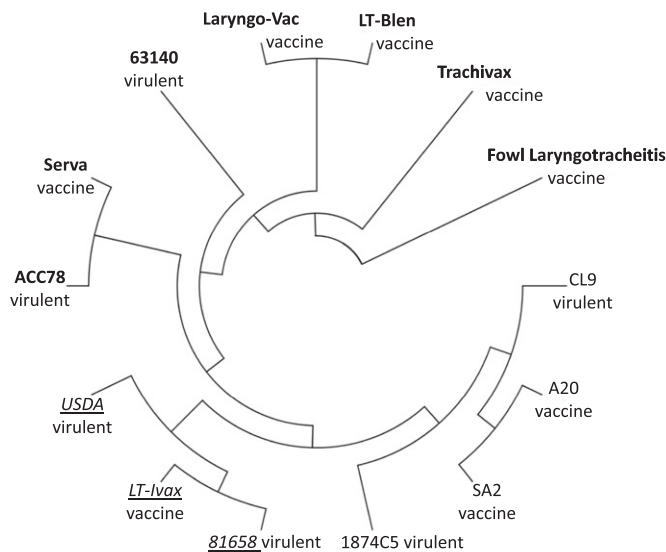 Laryngo-Vac
vaccine
LT-Blen
vaccine
63140
virulent
Trachivax
vaccine
Fowl Laryngotracheitis
vaccine
Serva
vaccine
ACC78
virulent
CL9
virulent
USDA
virulent
A20
vaccine
LT-Ivax
vaccine
SA2
vaccine
81658 virulent
1874C5 virulent